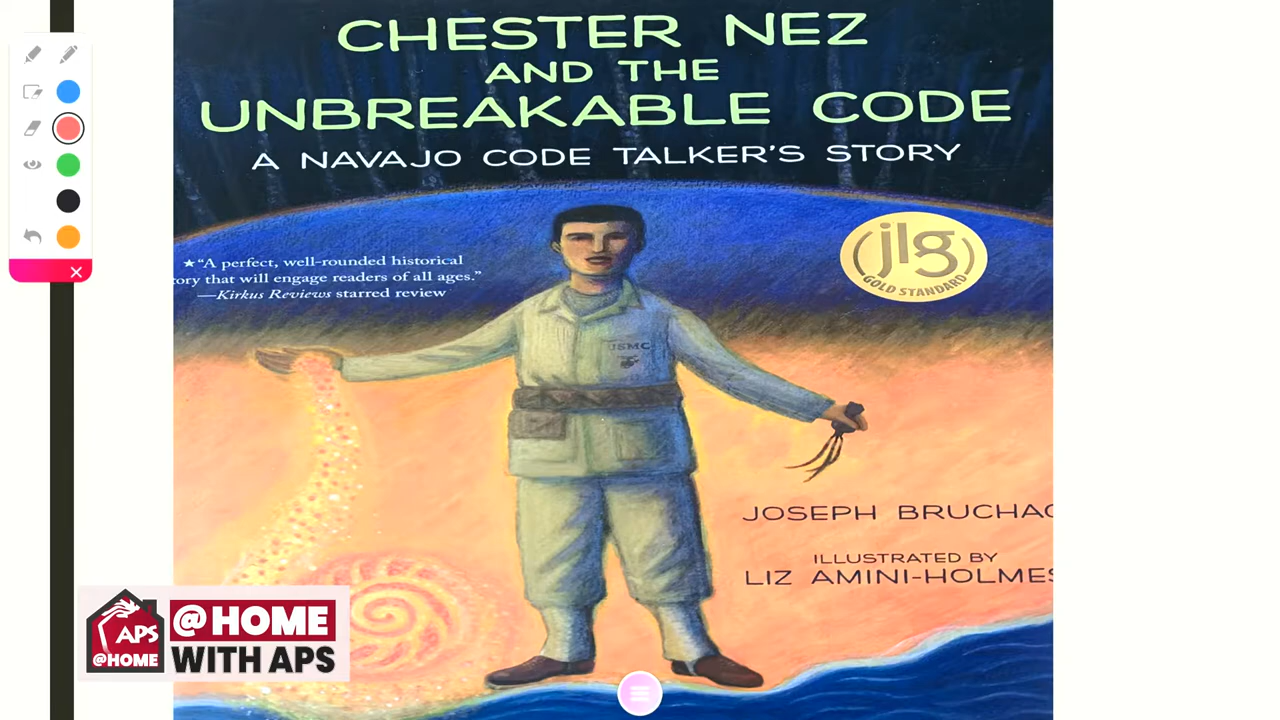 CHESTER NEZ
AND THE
UNBREAKABLE CODE
A NAVAJO CODE TALKER'S STORY
★“A perfect, well-rounded historical
tory that will engage readers of all ages.”
—Kirkus Reviews starred review
jlg
GOLD STANDARD
USMC
JOSEPH BRUCHAC
ILLUSTRATED BY
LIZ AMINI-HOLMES
APS
@HOME
@HOME
WITH APS